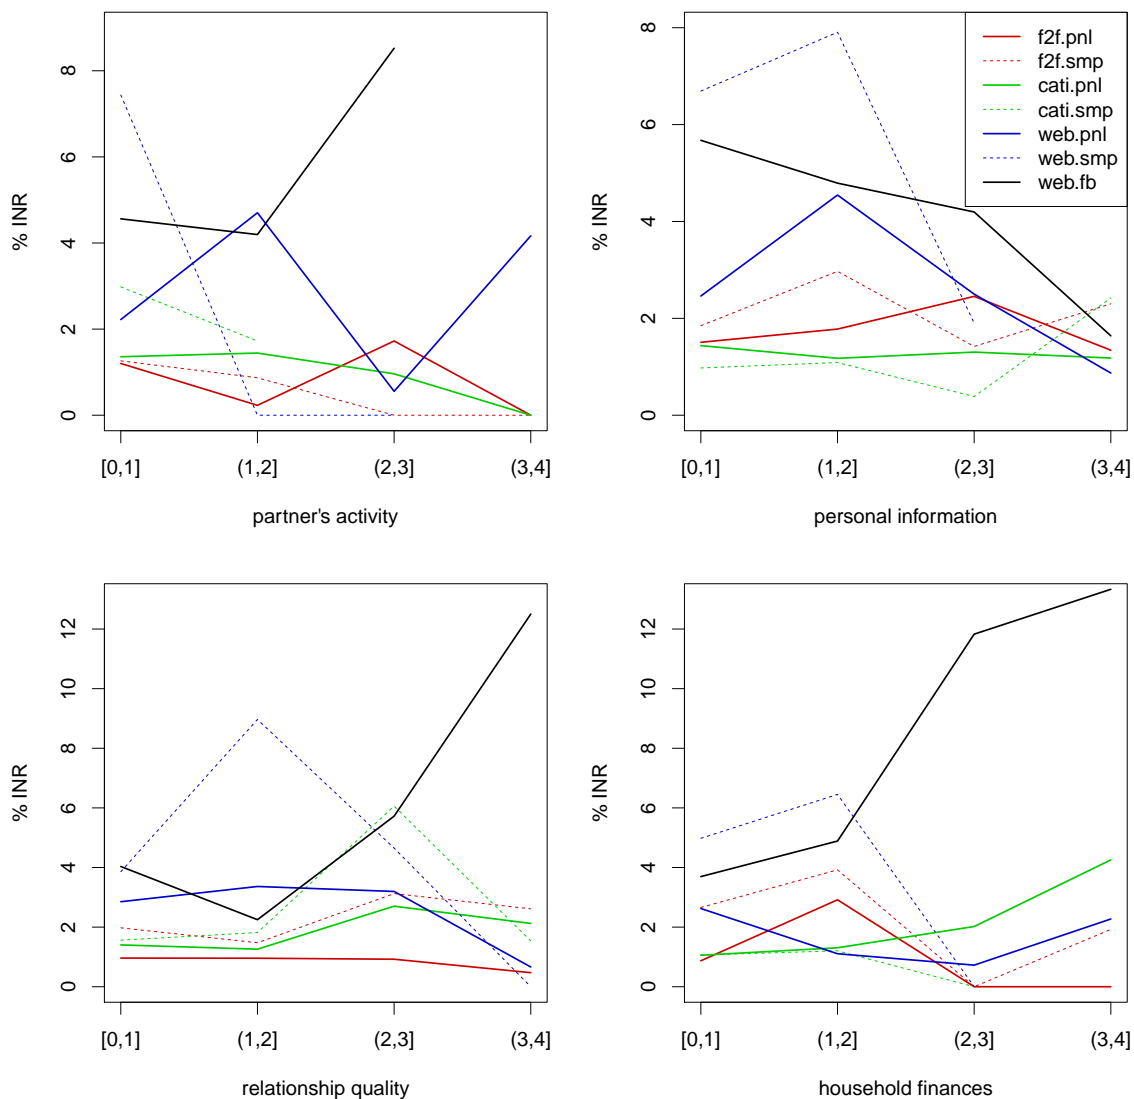 % INR
8
6
4
2
0
[0,1]
(1,2]
(2,3]
(3,4]
partner's activity
% INR
8
6
4
2
0
[0,1]
(1,2]
(2,3]
(3,4]
personal information
f2f.pnl
f2f.smp
cati.pnl
cati.smp
web.pnl
web.smp
web.fb
% INR
12
10
8
6
4
2
0
[0,1]
(1,2]
(2,3]
(3,4]
relationship quality
% INR
12
10
8
6
4
2
0
[0,1]
(1,2]
(2,3]
(3,4]
household finances